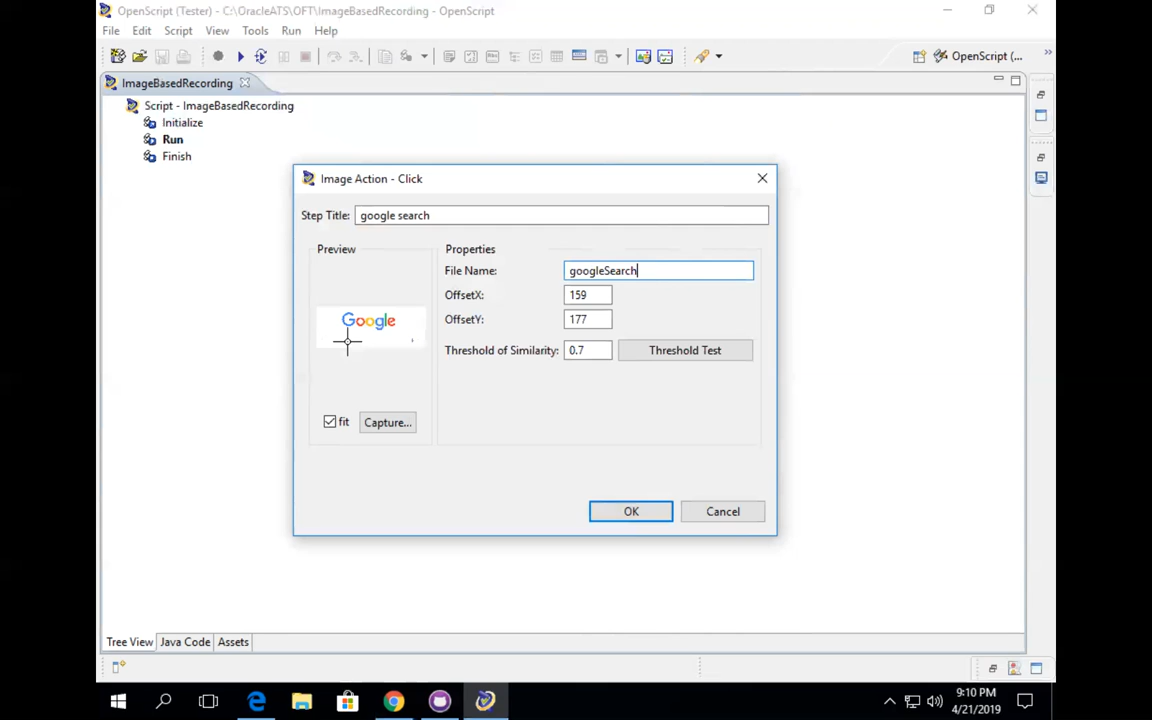 OpenScript (Tester) - C:\OracleATS\OFT\ImageBasedRecording - OpenScript
File Edit Script View Tools Run Help
OpenScript (...
ImageBasedRecording
Script - ImageBasedRecording
Initialize
Run
Finish
Image Action - Click
Step Title: google search
Preview
Properties
File Name: googleSearch
OffsetX: 159
Google
OffsetY: 177
Threshold of Similarity: 0.7 Threshold Test
fit Capture...
OK Cancel
Tree View Java Code Assets
9:10 PM
4/21/2019